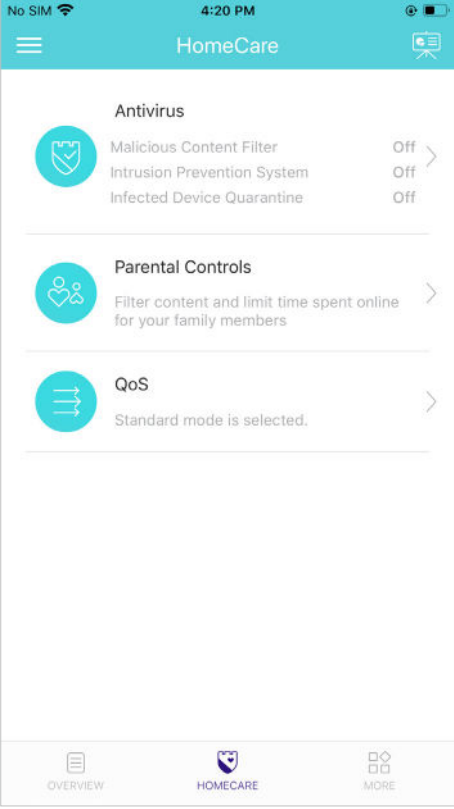 No SIM 4:20 PM
HomeCare
Antivirus
Malicious Content Filter Off
Intrusion Prevention System Off
Infected Device Quarantine Off
Parental Controls
Filter content and limit time spent online
for your family members
QoS
Standard mode is selected.
OVERVIEW HOMECARE MORE